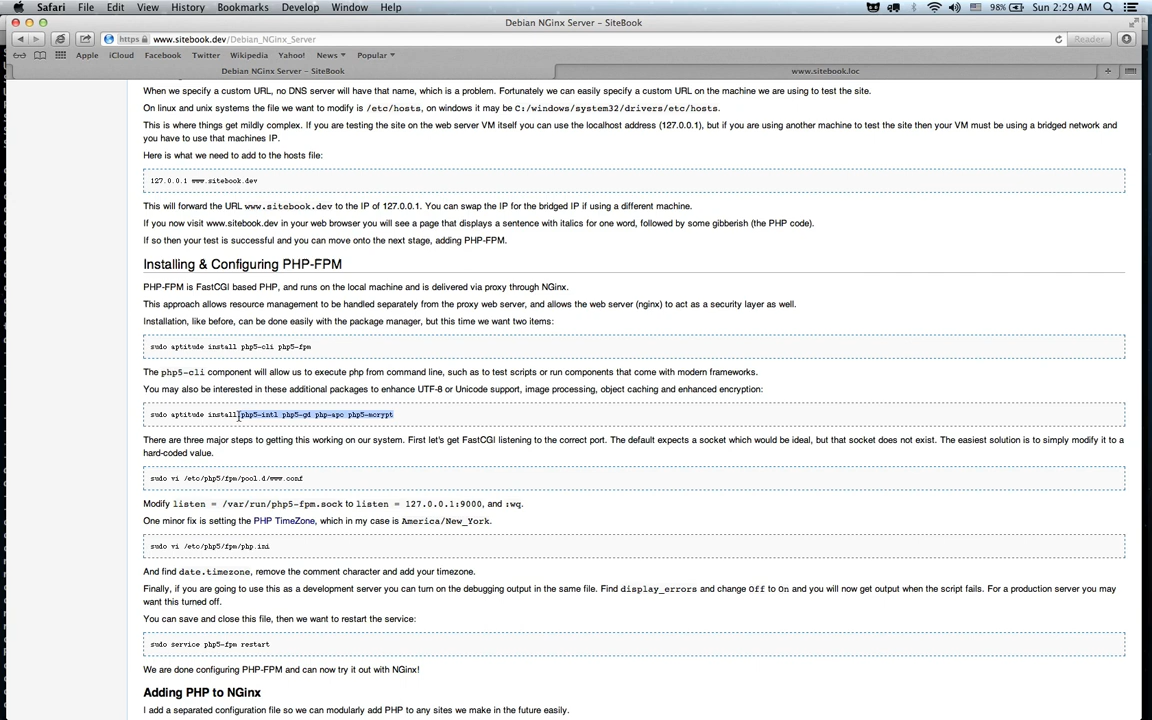 Safari File Edit View History Bookmarks Develop Window Help 98% Sun 2:29 AM
Debian NGinx Server – SiteBook
https www.sitebook.dev/Debian_NGinx_Server Reader
Apple iCloud Facebook Twitter Wikipedia Yahoo! News Popular
Debian NGinx Server – SiteBook www.sitebook.loc
When we specify a custom URL, no DNS server will have that name, which is a problem. Fortunately we can easily specify a custom URL on the machine we are using to test the site.
On linux and unix systems the file we want to modify is /etc/hosts, on windows it may be C:/windows/system32/drivers/etc/hosts.
This is where things get mildly complex. If you are testing the site on the web server VM itself you can use the localhost address (127.0.0.1), but if you are using another machine to test the site then your VM must be using a bridged network and
you have to use that machines IP.
Here is what we need to add to the hosts file:
127.0.0.1 www.sitebook.dev
This will forward the URL www.sitebook.dev to the IP of 127.0.0.1. You can swap the IP for the bridged IP if using a different machine.
If you now visit www.sitebook.dev in your web browser you will see a page that displays a sentence with italics for one word, followed by some gibberish (the PHP code).
If so then your test is successful and you can move onto the next stage, adding PHP-FPM.
Installing & Configuring PHP-FPM
PHP-FPM is FastCGI based PHP, and runs on the local machine and is delivered via proxy through NGinx.
This approach allows resource management to be handled separately from the proxy web server, and allows the web server (nginx) to act as a security layer as well.
Installation, like before, can be done easily with the package manager, but this time we want two items:
sudo aptitude install php5-cli php5-fpm
The php5-cli component will allow us to execute php from command line, such as to test scripts or run components that come with modern frameworks.
You may also be interested in these additional packages to enhance UTF-8 or Unicode support, image processing, object caching and enhanced encryption:
sudo aptitude install php5-intl php5-gd php-apc php5-mcrypt
There are three major steps to getting this working on our system. First let's get FastCGI listening to the correct port. The default expects a socket which would be ideal, but that socket does not exist. The easiest solution is to simply modify it to a
hard-coded value.
sudo vi /etc/php5/fpm/pool.d/www.conf
Modify listen = /var/run/php5-fpm.sock to listen = 127.0.0.1:9000, and :wq.
One minor fix is setting the PHP TimeZone, which in my case is America/New_York.
sudo vi /etc/php5/fpm/php.ini
And find date.timezone, remove the comment character and add your timezone.
Finally, if you are going to use this as a development server you can turn on the debugging output in the same file. Find display_errors and change Off to On and you will now get output when the script fails. For a production server you may
want this turned off.
You can save and close this file, then we want to restart the service:
sudo service php5-fpm restart
We are done configuring PHP-FPM and can now try it out with NGinx!
Adding PHP to NGinx
I add a separated configuration file so we can modularly add PHP to any sites we make in the future easily.